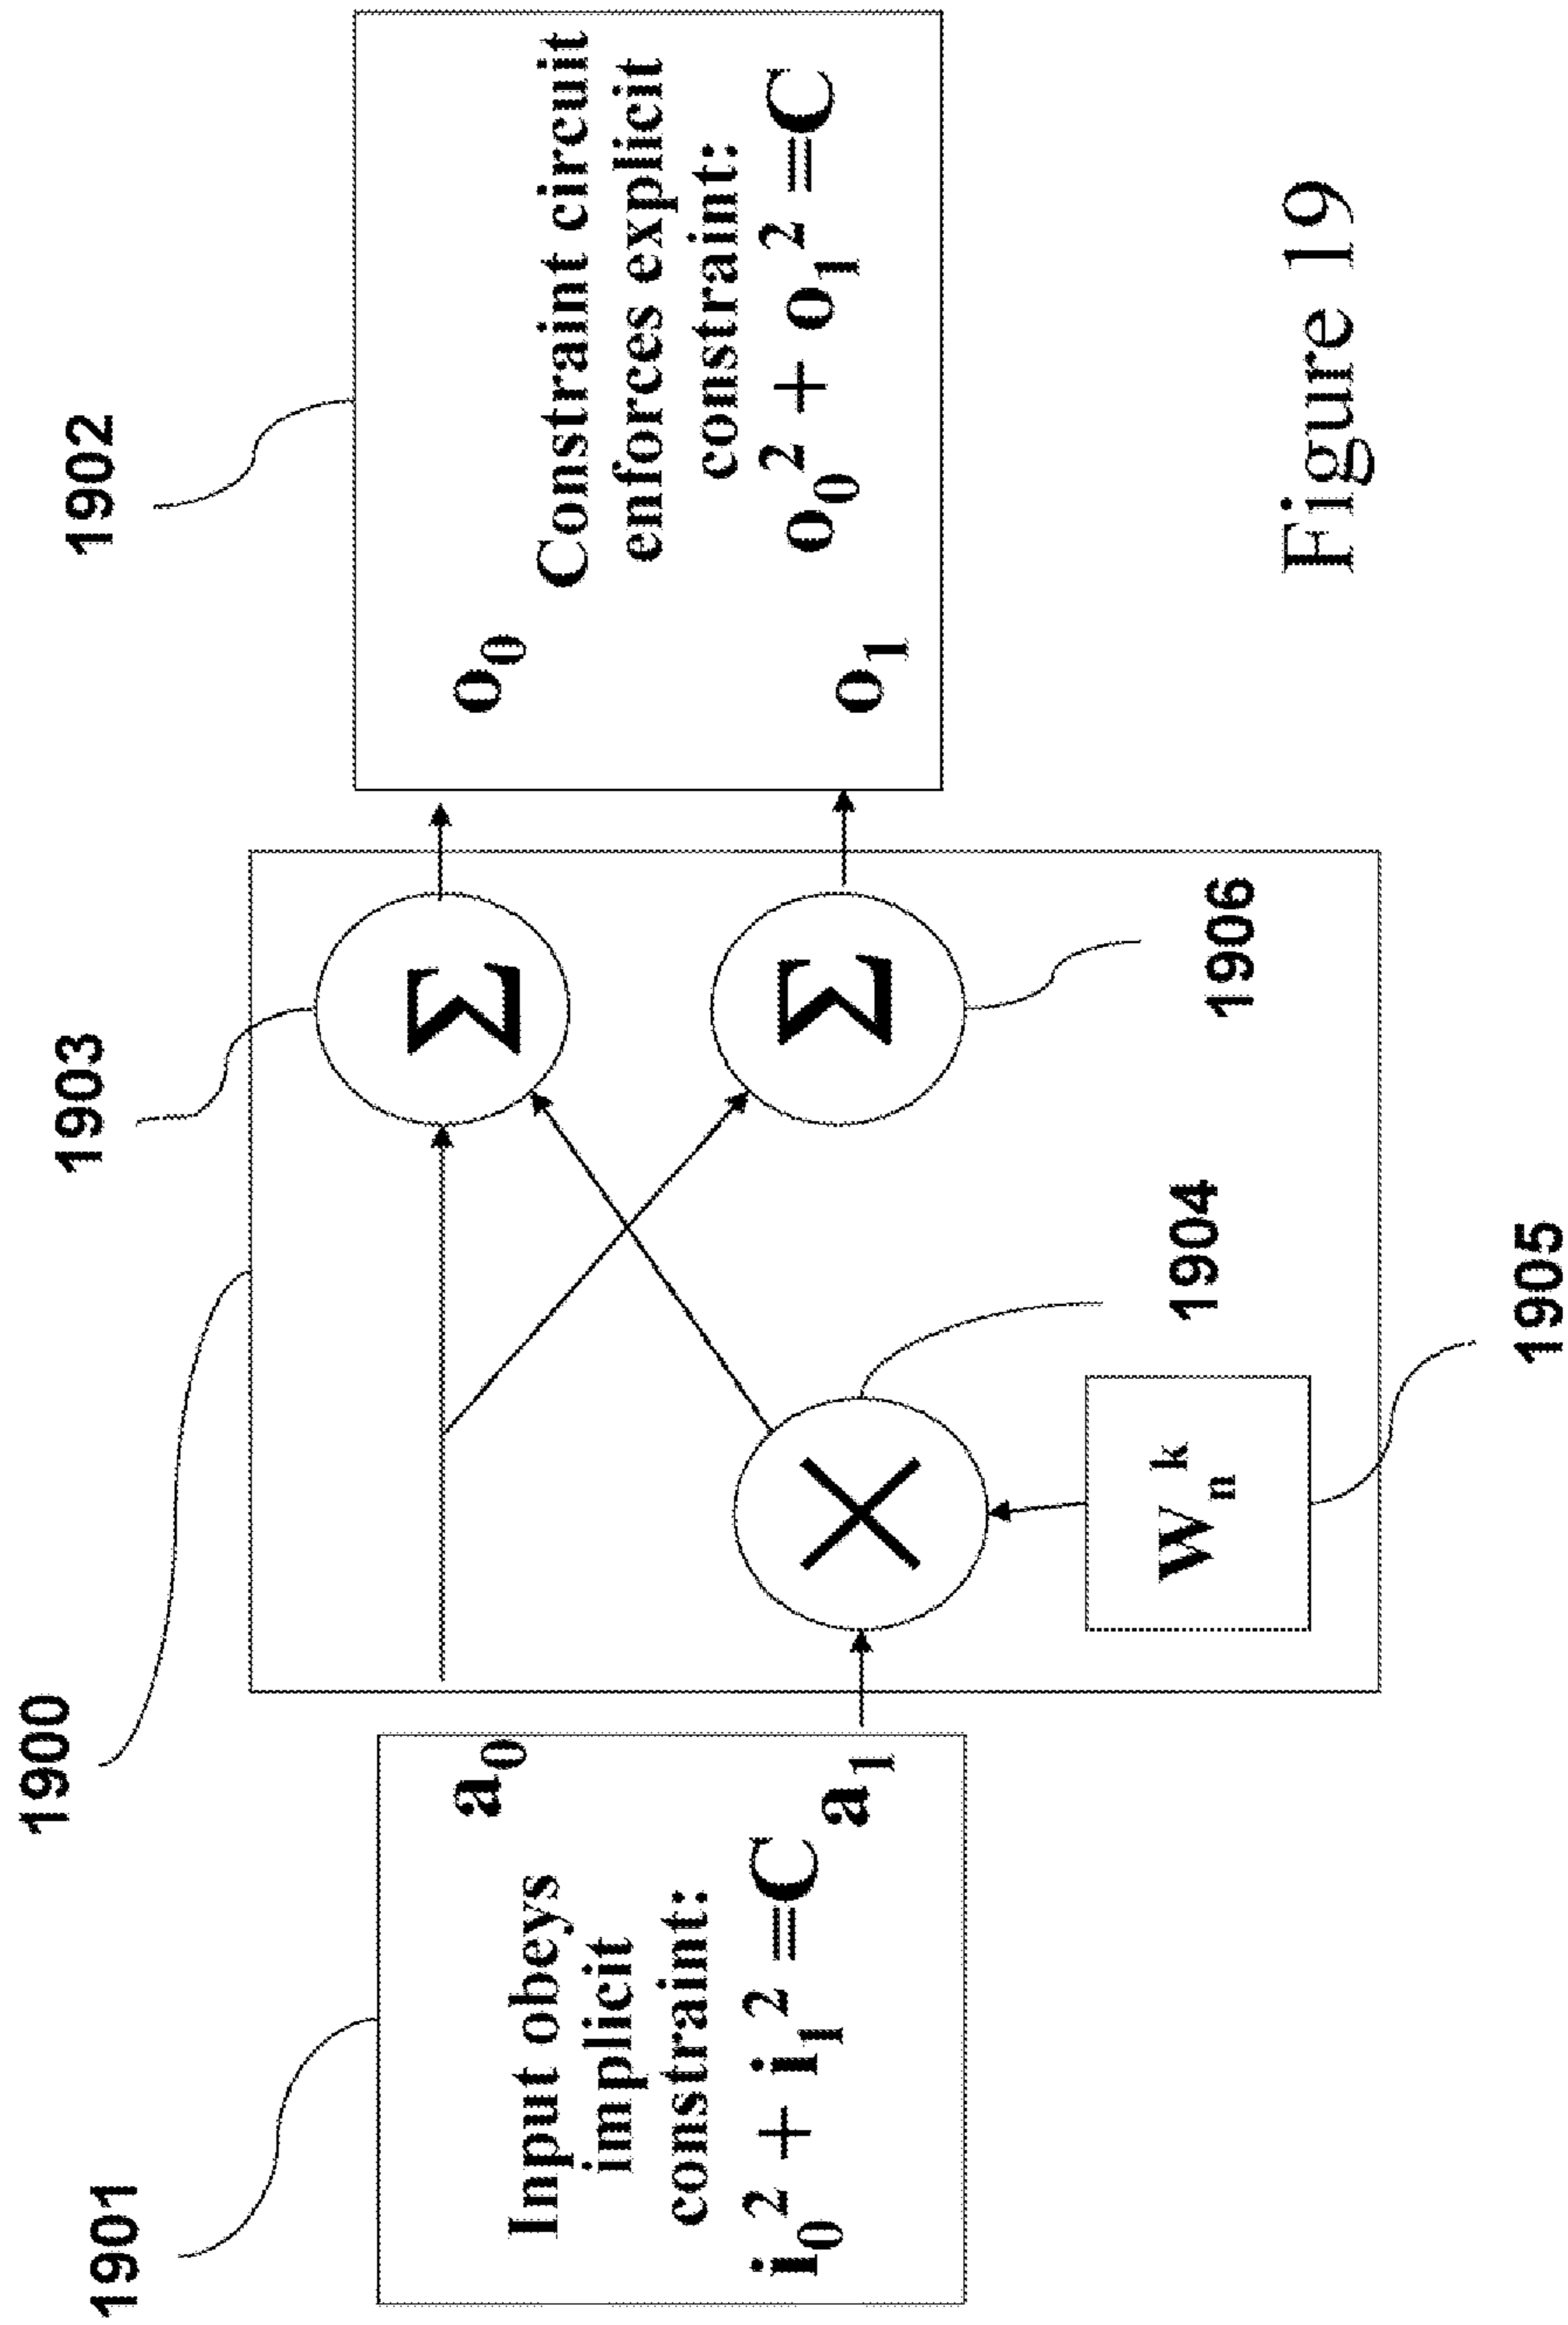 1901
1900
1903
1902
Input obeys
implicit
constraint:
i₀² + i₁² =C
a₀
a₁
Σ
Σ
×
Wₙᵏ
1904
1905
1906
o₀
o₁
Constraint circuit
enforces explicit
constraint:
o₀² + o₁² =C
Figure 19